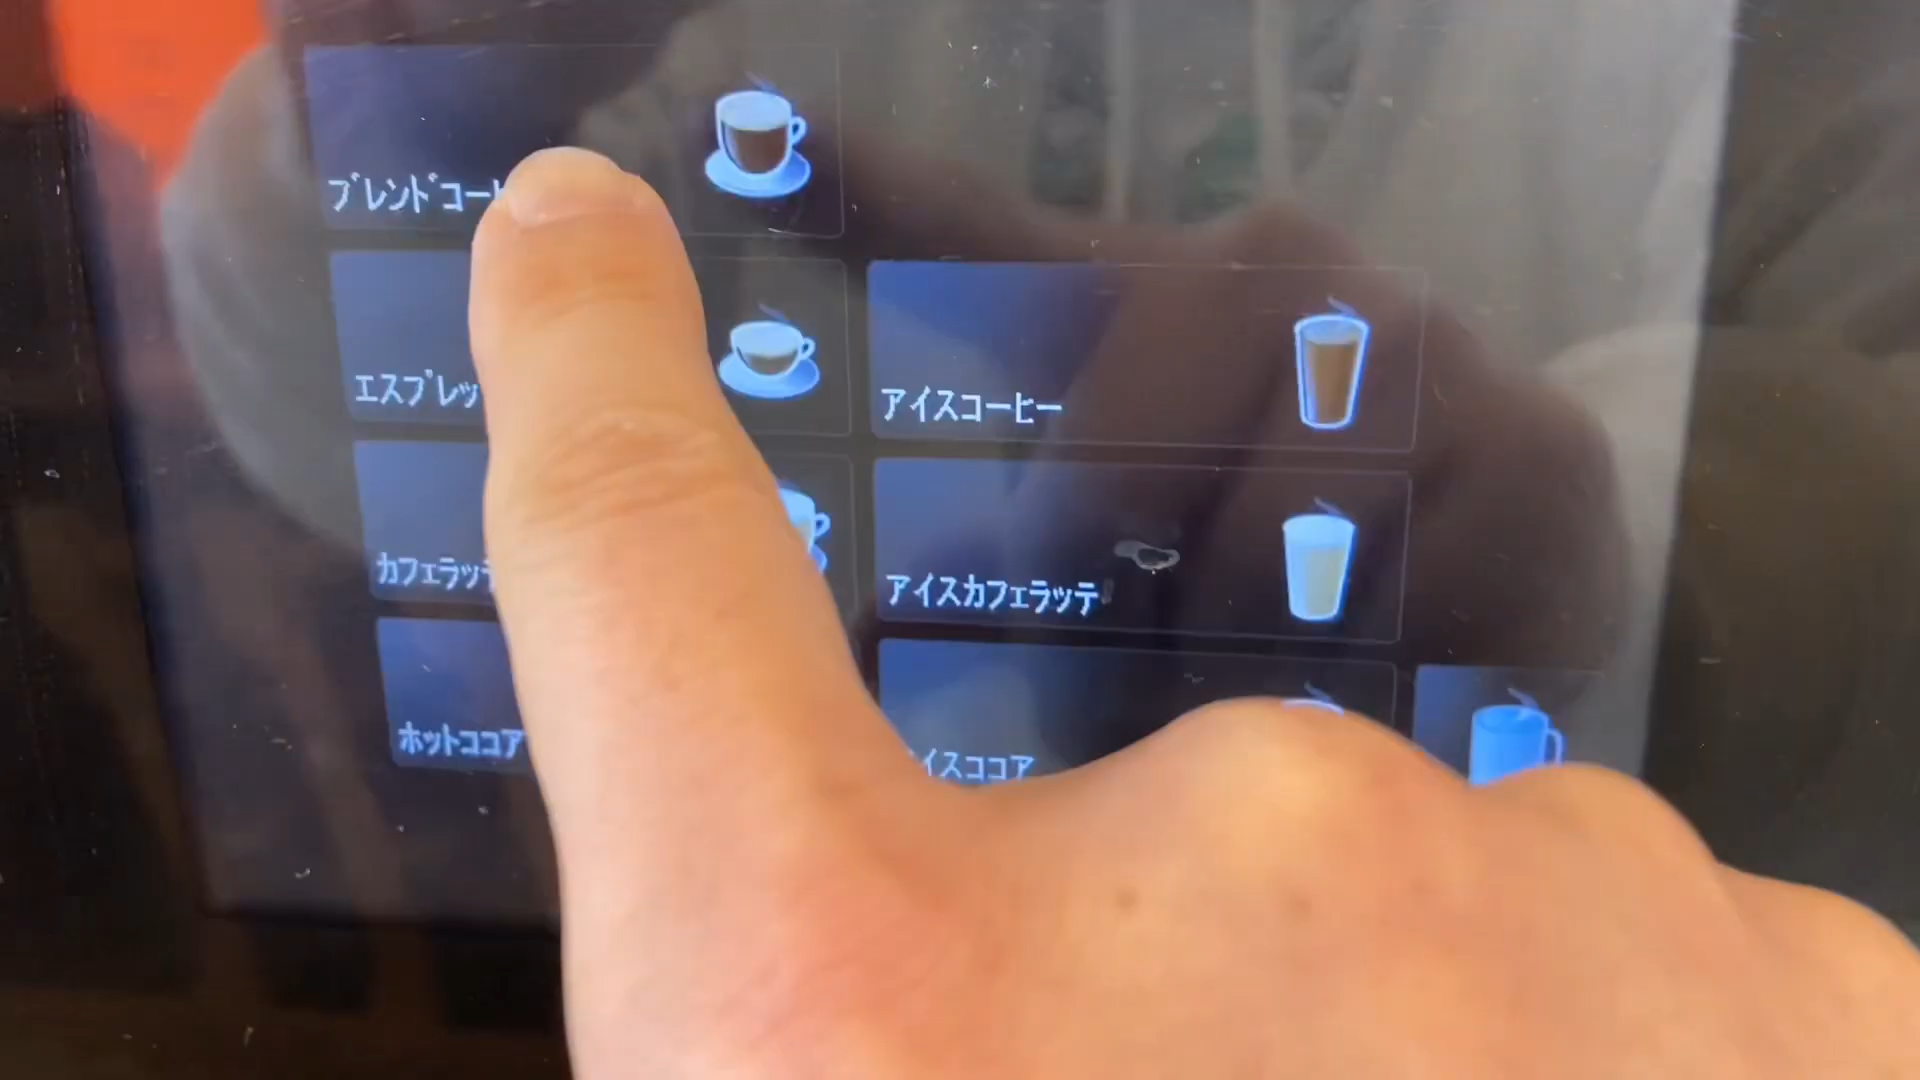 ブレンドコーヒ
エスプレッ
アイスコーヒー
カフェラッテ
アイスカフェラッテ
ホットココア
イスココア